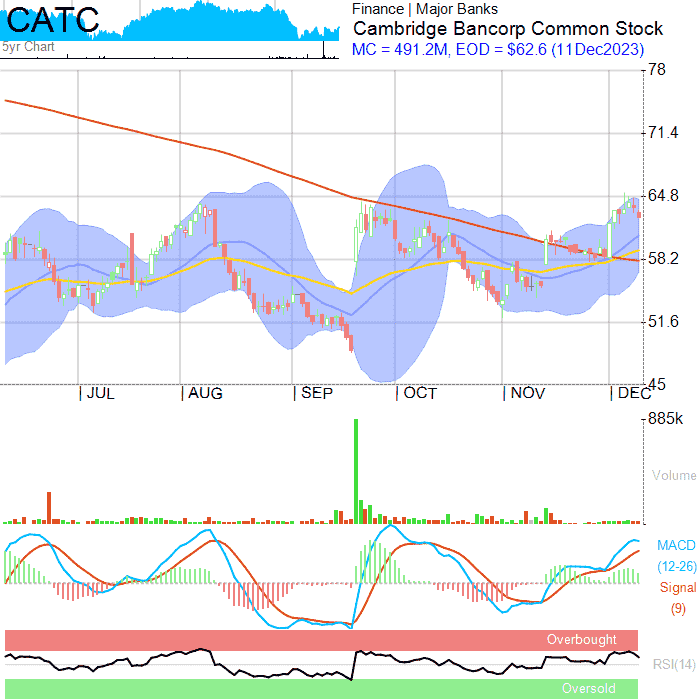 CATC
5yr Chart
Finance | Major Banks
Cambridge Bancorp Common Stock
MC = 491.2M, EOD = $62.6 (11Dec2023)
78
71.4
64.8
58.2
51.6
45
JUL
AUG
SEP
OCT
NOV
DEC
885k
Volume
MACD
(12-26)
Signal
(9)
Overbought
RSI(14)
Oversold